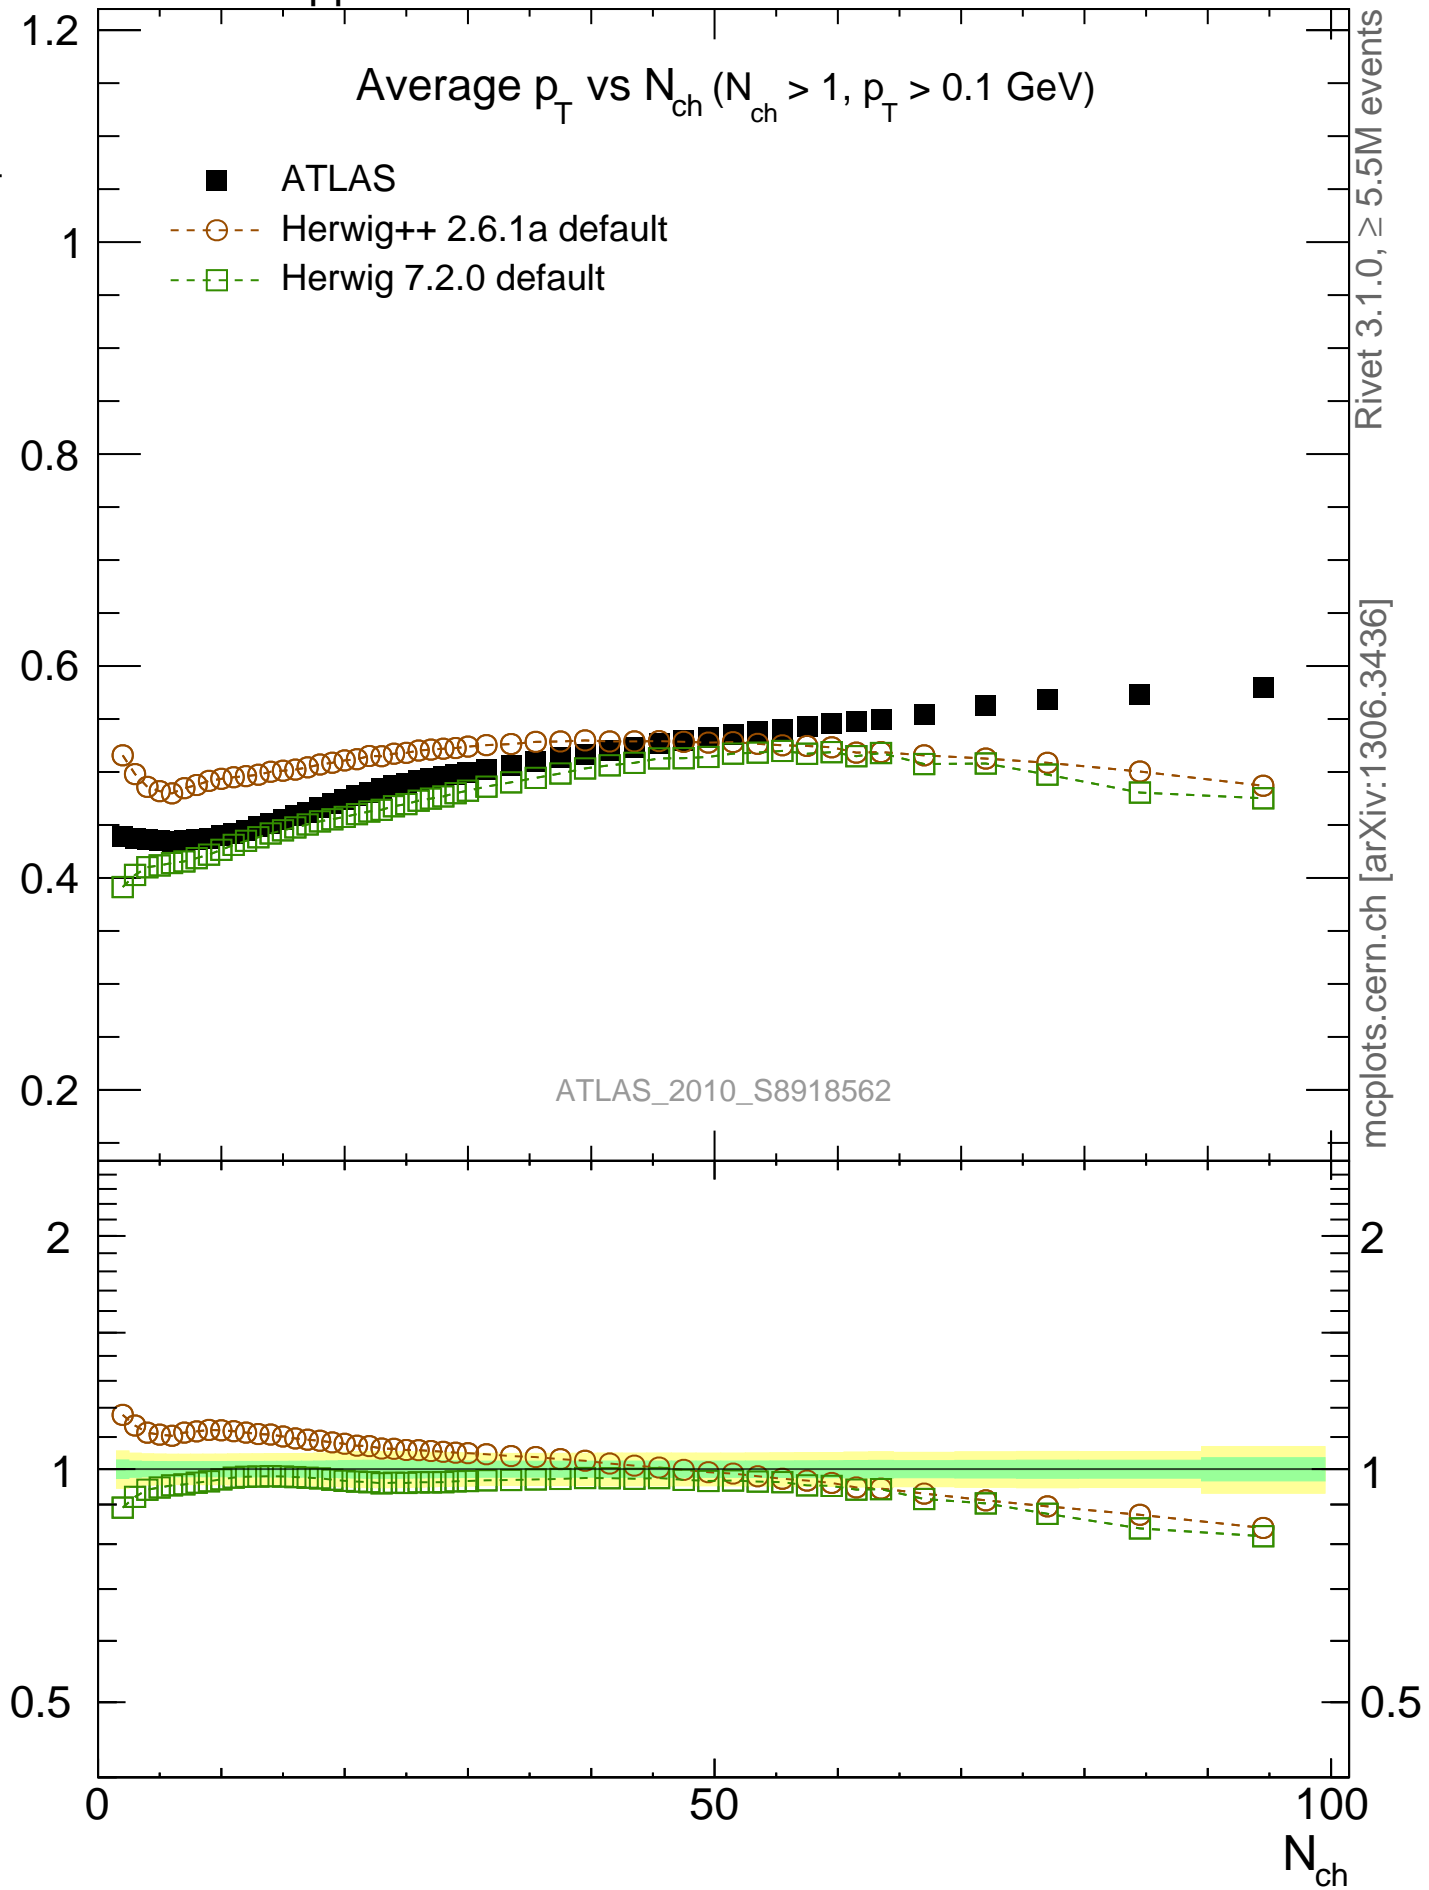 Average p_T vs N_ch (N_ch > 1, p_T > 0.1 GeV)
ATLAS
Herwig++ 2.6.1a default
Herwig 7.2.0 default
1.2
1
0.8
0.6
0.4
0.2
ATLAS_2010_S8918562
2
1
0.5
2
1
0.5
0
50
100
N_ch
Rivet 3.1.0, ≥ 5.5M events
mcplots.cern.ch [arXiv:1306.3436]